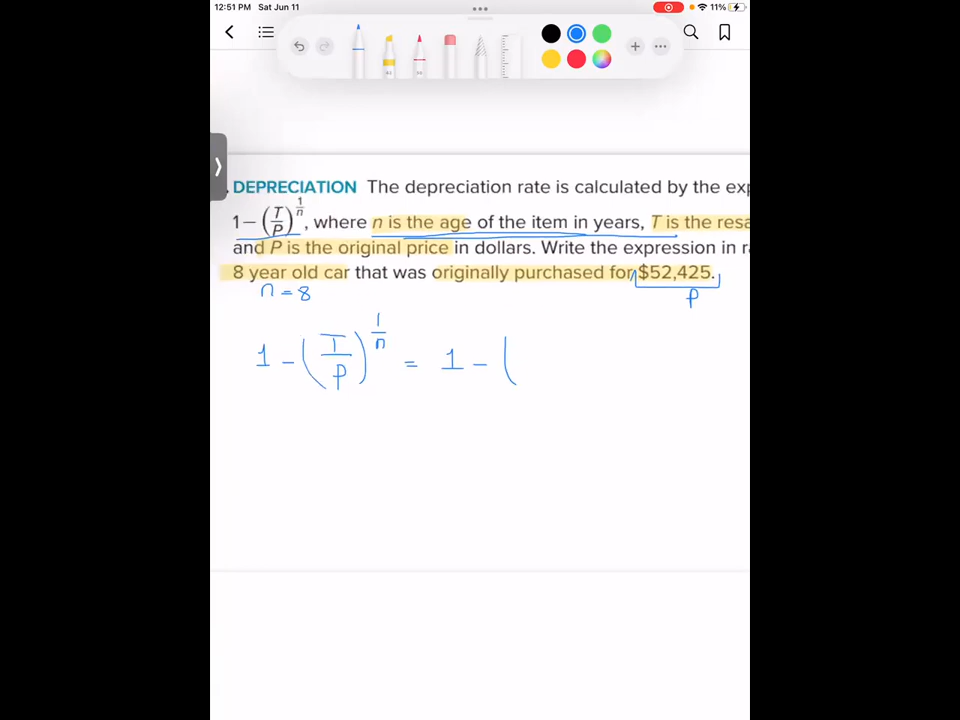 12:51 PM Sat Jun 11
11%
DEPRECIATION The depreciation rate is calculated by the exp
1−(T/P)^(1/n), where n is the age of the item in years, T is the resa
and P is the original price in dollars. Write the expression in r
8 year old car that was originally purchased for $52,425.
n = 8
P
1 − (T/P)^(1/n) = 1 − (